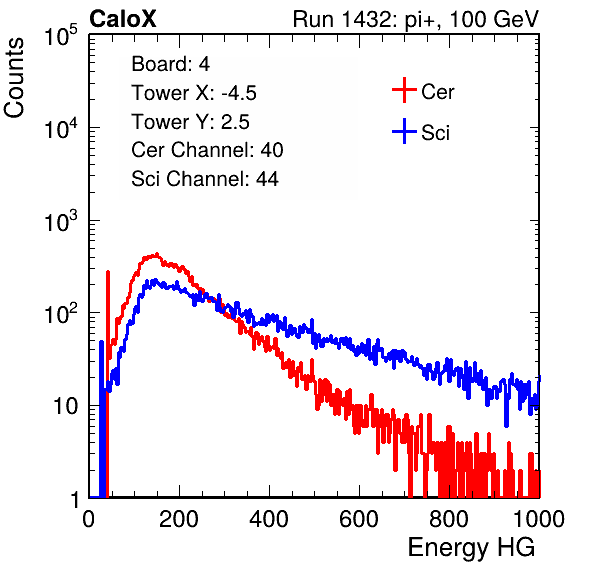 CaloX Run 1432: pi+, 100 GeV
Counts
Board: 4
Tower X: -4.5
Tower Y: 2.5
Cer Channel: 40
Sci Channel: 44
Cer
Sci
10^5
10^4
10^3
10^2
10
1
0 200 400 600 800 1000
Energy HG